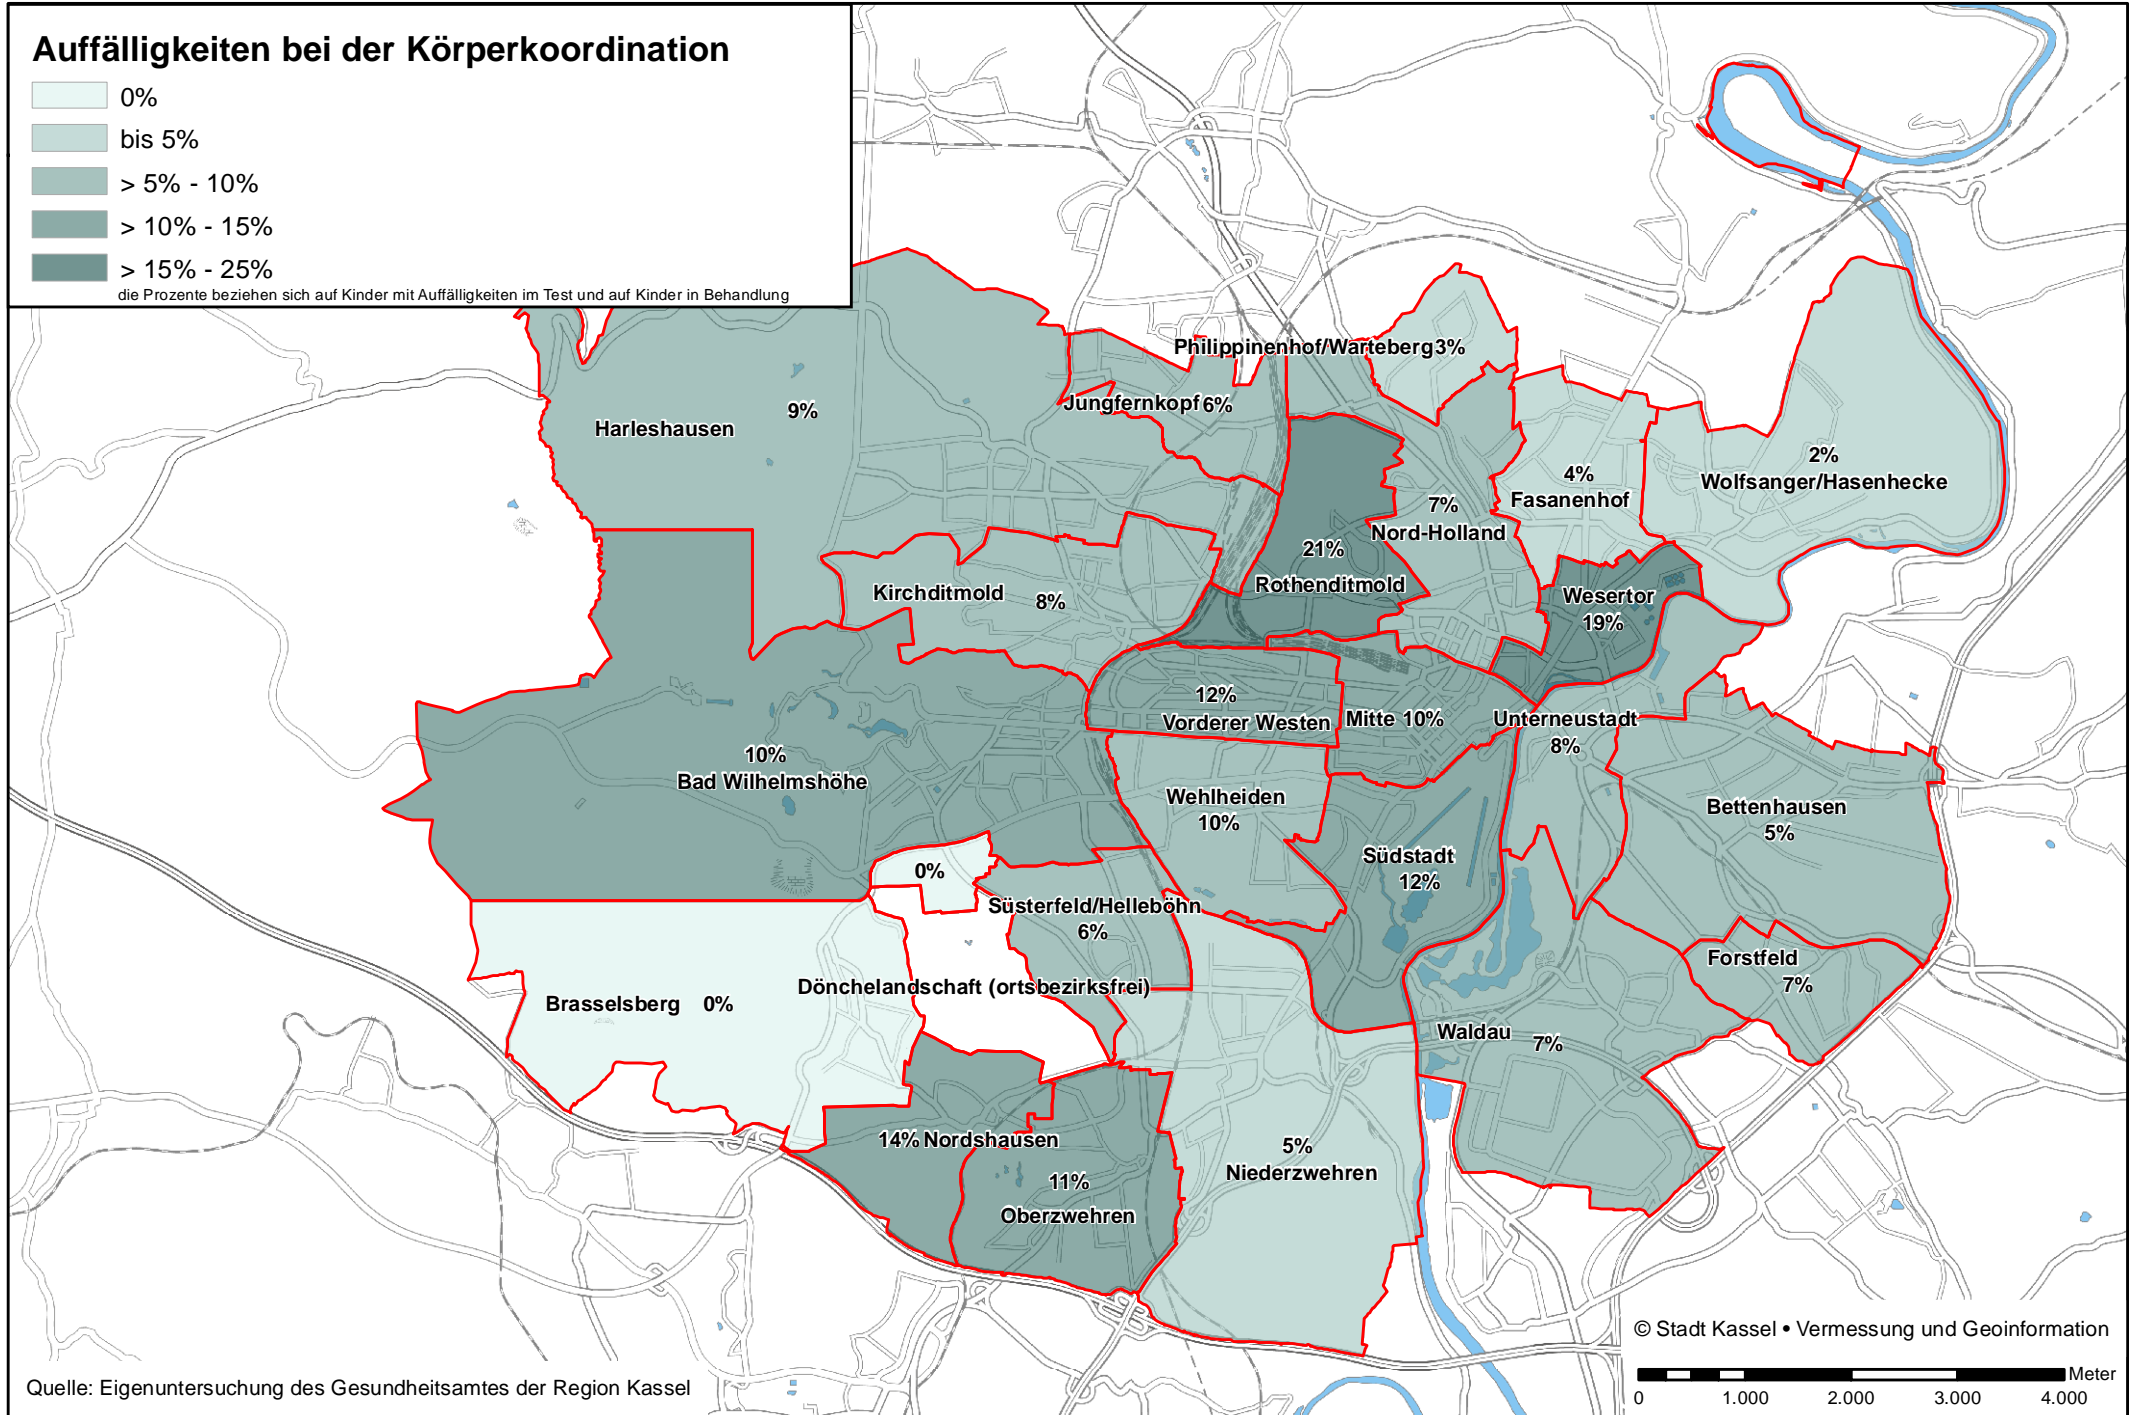 Auffälligkeiten bei der Körperkoordination
0%
bis 5%
> 5% - 10%
> 10% - 15%
> 15% - 25%
die Prozente beziehen sich auf Kinder mit Auffälligkeiten im Test und auf Kinder in Behandlung
Philippinenhof/Warteberg 3%
Jungfernkopf 6%
Harleshausen 9%
2%
Wolfsanger/Hasenhecke
4%
Fasanenhof
7%
Nord-Holland
21%
Rothenditmold
Kirchditmold 8%
Wesertor
19%
12%
Vorderer Westen
Mitte 10%
Unterneustadt
8%
10%
Bad Wilhelmshöhe
Wehlheiden
10%
Bettenhausen
5%
Südstadt
12%
0%
Süsterfeld/Helleböhn
6%
Forstfeld
7%
Dönchelandschaft (ortsbezirksfrei)
Brasselsberg 0%
Waldau 7%
14% Nordshausen
5%
Niederzwehren
11%
Oberzwehren
© Stadt Kassel • Vermessung und Geoinformation
Meter
0 1.000 2.000 3.000 4.000
Quelle: Eigenuntersuchung des Gesundheitsamtes der Region Kassel